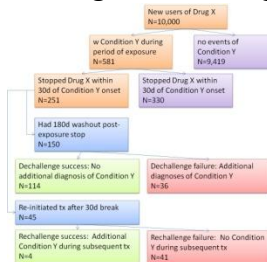 New users of Drug X
N=10,000
w Condition Y during
period of exposure
N=581
no events of
Condition Y
N=9,419
Stopped Drug X within
30d of Condition Y onset
N=251
Stopped Drug X within
30d of Condition Y onset
N=330
Had 180d washout post-
exposure stop
N=150
Dechallenge success: No
additional diagnosis of Condition Y
N=114
Dechallenge failure: Additional
diagnoses of Condition Y
N=36
Re-initiated tx after 30d break
N=45
Rechallenge success: Additional
Condition Y during subsequent tx
N=4
Rechallenge failure: No Condition
Y during subsequent tx
N=41